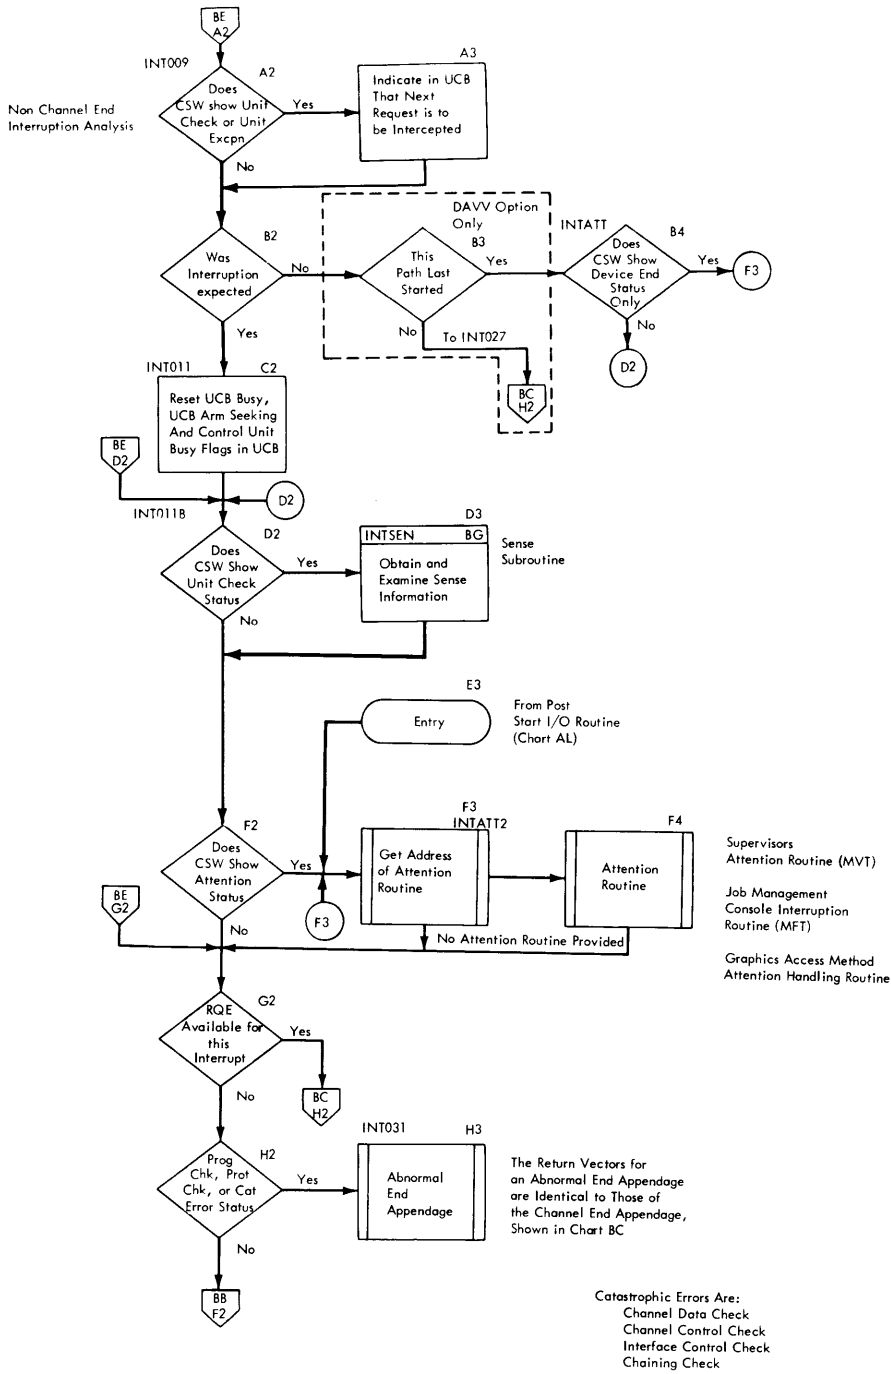 BE
A2
INT009
A2
Does
CSW show Unit
Check or Unit
Excpn
Yes
No
A3
Indicate in UCB
That Next
Request is to
be Intercepted
Non Channel End
Interruption Analysis
DAVV Option
Only
B2
Was
Interruption
expected
No
Yes
B3
This
Path Last
Started
Yes
No
To INT027
BC
H2
INTATT
B4
Does
CSW Show
Device End
Status
Only
Yes
F3
No
D2
INT011
C2
Reset UCB Busy,
UCB Arm Seeking
And Control Unit
Busy Flags in UCB
BE
D2
D2
INT011B
D2
Does
CSW Show
Unit Check
Status
Yes
No
D3
INTSEN BG
Obtain and
Examine Sense
Information
Sense
Subroutine
E3
Entry
From Post
Start I/O Routine
(Chart AL)
F2
Does
CSW Show
Attention
Status
Yes
No
F3
F3
INTATT2
Get Address
of Attention
Routine
F4
Attention
Routine
No Attention Routine Provided
Supervisors
Attention Routine (MVT)
Job Management
Console Interruption
Routine (MFT)
Graphics Access Method
Attention Handling Routine
BE
G2
G2
RQE
Available for
this
Interrupt
Yes
No
BC
H2
H2
Prog
Chk, Prot
Chk, or Cat
Error Status
Yes
No
INT031
H3
Abnormal
End
Appendage
The Return Vectors for
an Abnormal End Appendage
are Identical to Those of
the Channel End Appendage,
Shown in Chart BC
BB
F2
Catastrophic Errors Are:
Channel Data Check
Channel Control Check
Interface Control Check
Chaining Check